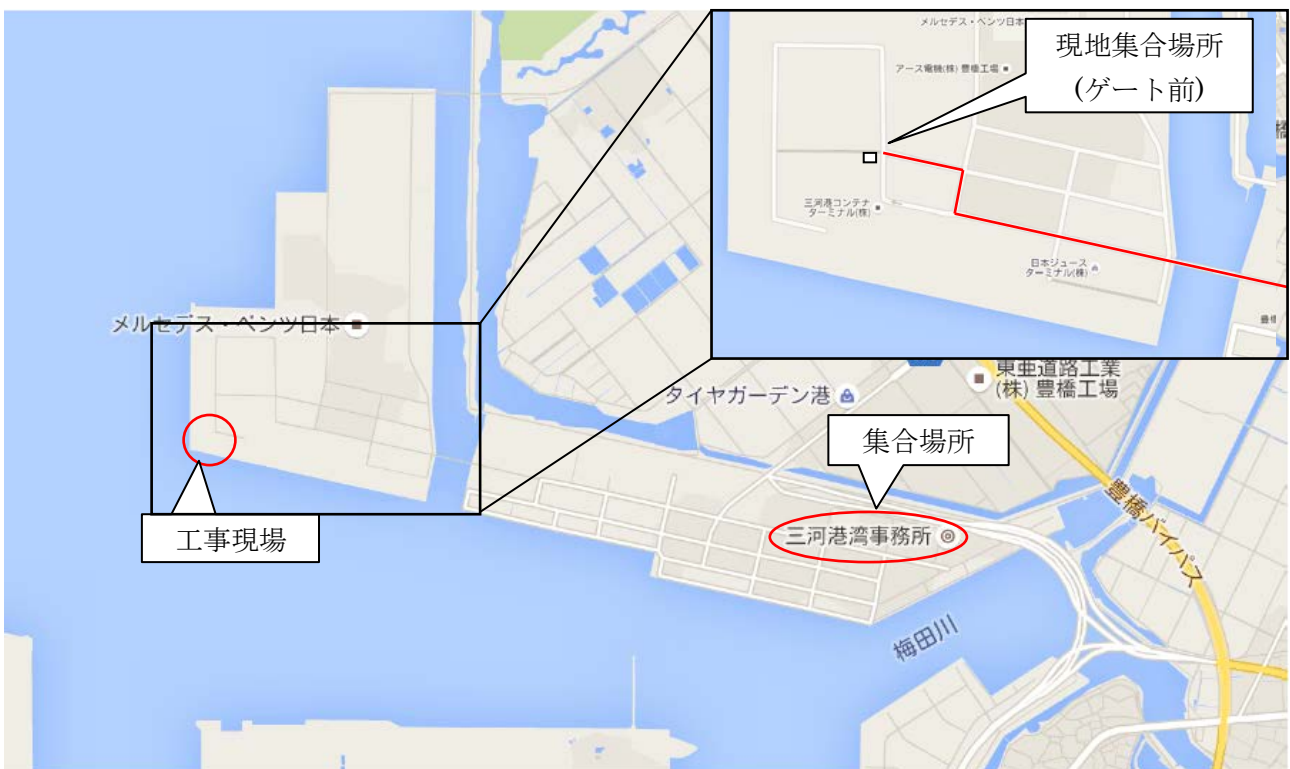 メルセデス・ベンツ日本
現地集合場所
(ゲート前)
アース電機(株) 豊橋工場
三河港コンテナ
ターミナル(株)
日本ジュース
ターミナル(株)
メルセデス・ベンツ日本
東亜道路工業
(株) 豊橋工場
タイヤガーデン港
集合場所
工事現場
三河港湾事務所
豊橋バイパス
梅田川